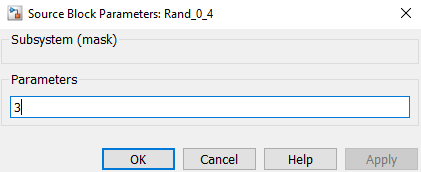 Source Block Parameters: Rand_0_4
Subsystem (mask)
Parameters
3
OK Cancel Help Apply